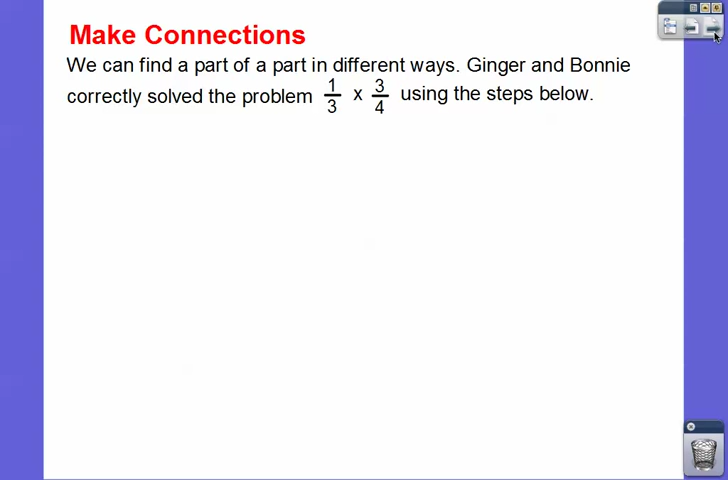 Make Connections
We can find a part of a part in different ways. Ginger and Bonnie
correctly solved the problem 1/3 x 3/4 using the steps below.